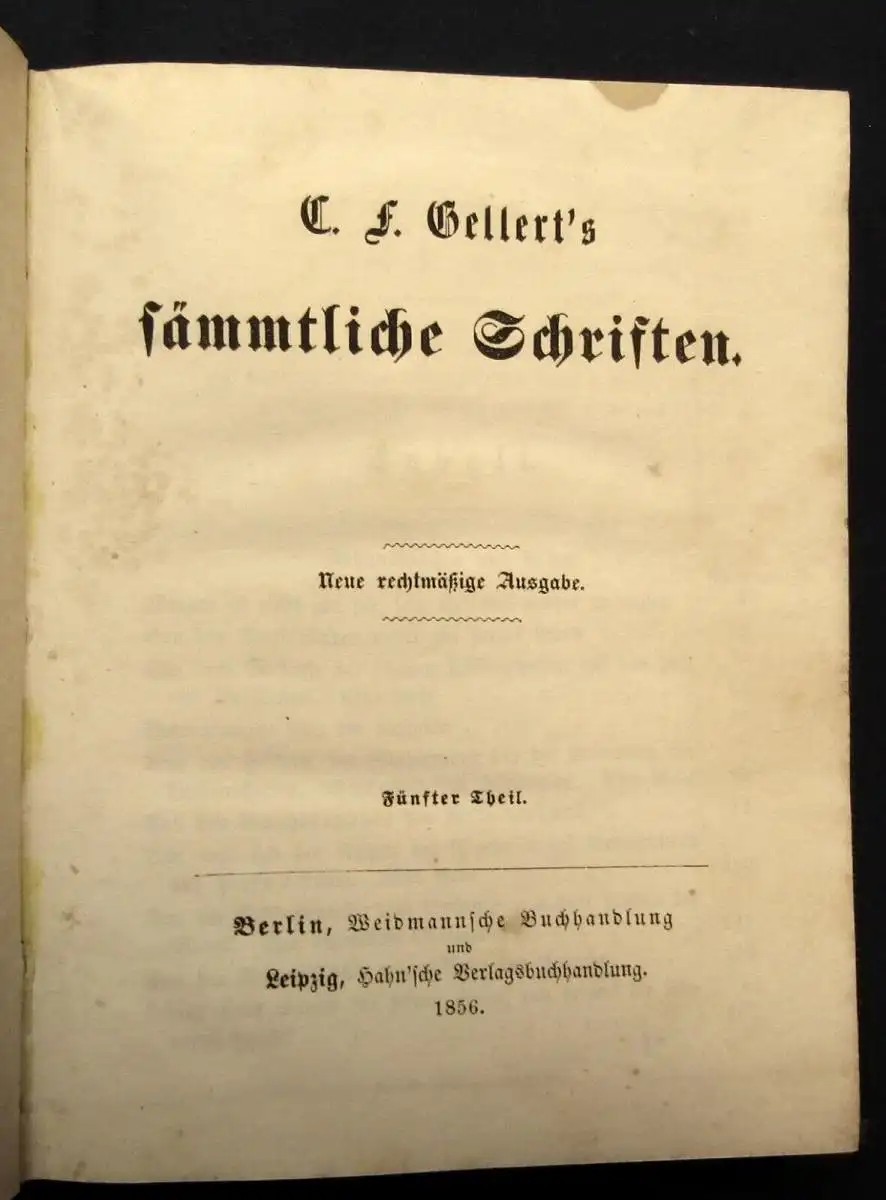 C. F. Gellert's
sämmtliche Schriften.
Neue rechtmäßige Ausgabe.
Fünfter Theil.
Berlin, Weidmannsche Buchhandlung
und
Leipzig, Hahn'sche Verlagsbuchhandlung.
1856.